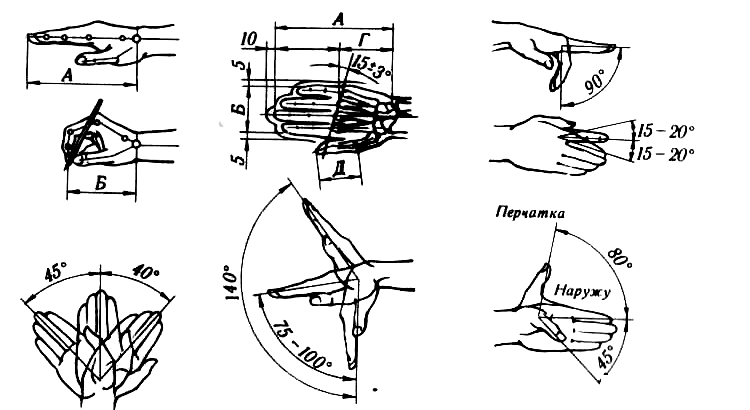 А
Б
А
10
Г
15±3°
5
Б
5
Д
90°
15–20°
15–20°
45°
40°
140°
75–100°
Перчатка
80°
Наружу
45°